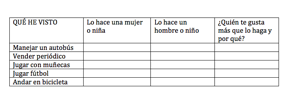 QUÉ HE VISTO Lo hace una mujer o niña Lo hace un hombre o niño ¿Quién te gusta más que lo haga y por qué?
Manejar un autobús
Vender periódico
Jugar con muñecas
Jugar fútbol
Andar en bicicleta